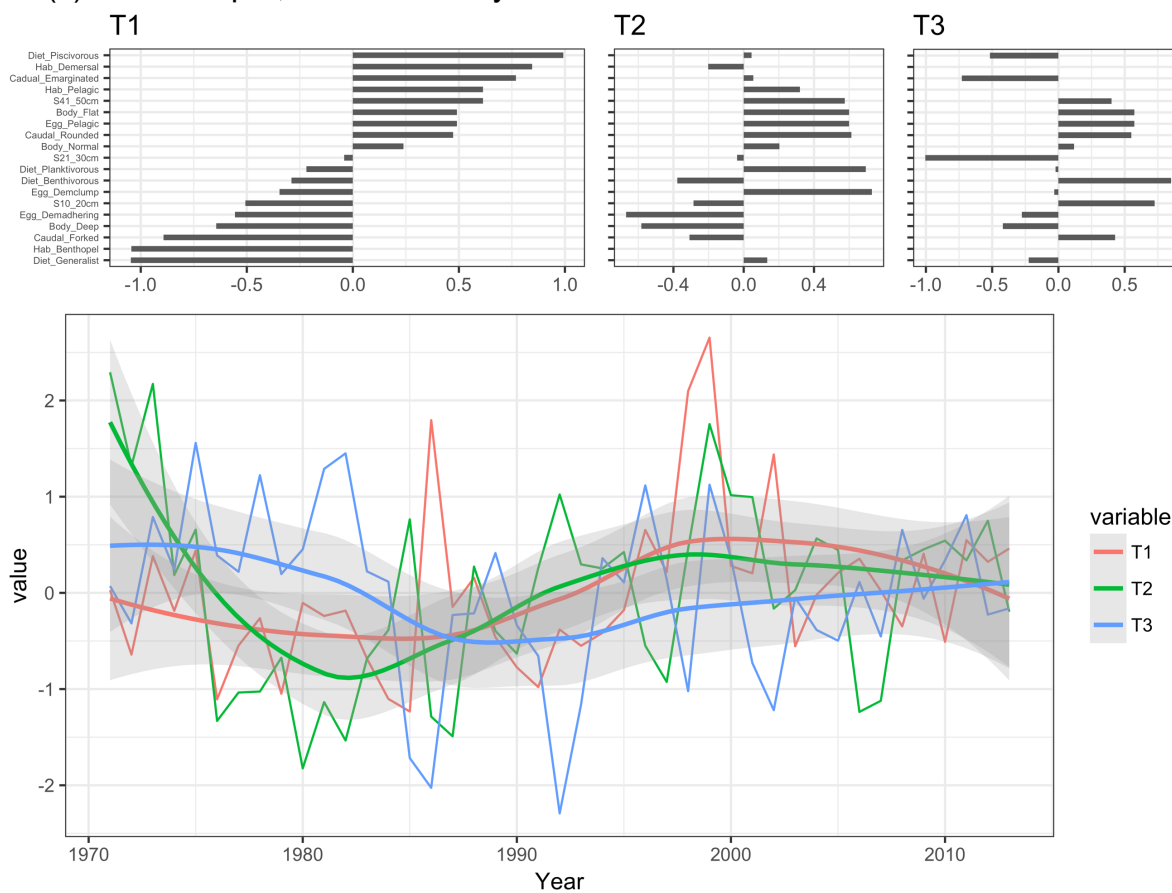 T1
T2
T3
Diet_Piscivorous
Hab_Demersal
Cadual_Emarginated
Hab_Pelagic
S41_50cm
Body_Flat
Egg_Pelagic
Caudal_Rounded
Body_Normal
S21_30cm
Diet_Planktivorous
Diet_Benthivorous
Egg_Demclump
S10_20cm
Egg_Demadhering
Body_Deep
Caudal_Forked
Hab_Benthopel
Diet_Generalist
-1.0 -0.5 0.0 0.5 1.0
-0.4 0.0 0.4
-1.0 -0.5 0.0 0.5
2
1
0
-1
-2
value
1970 1980 1990 2000 2010
Year
variable
T1
T2
T3